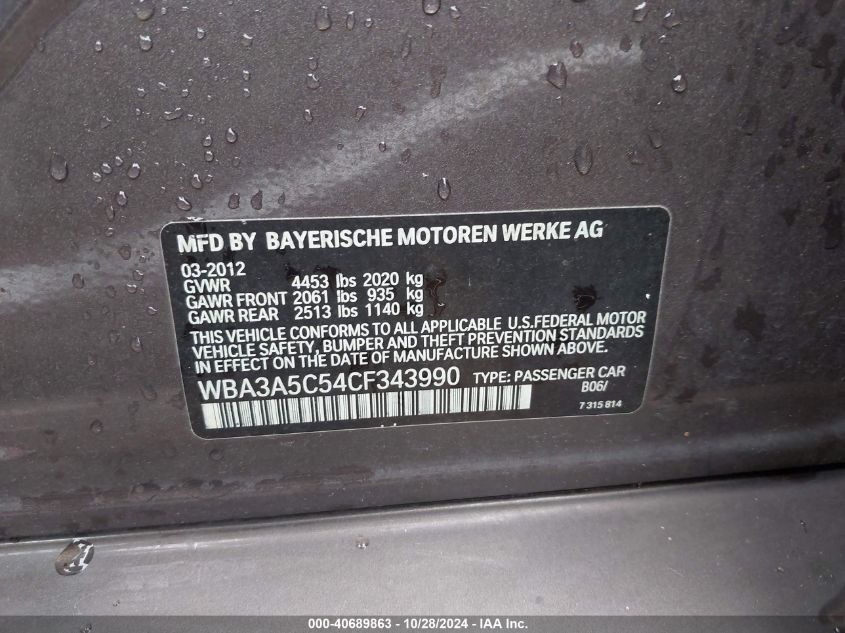 MFD BY BAYERISCHE MOTOREN WERKE AG
03-2012
GVWR 4453 lbs 2020 kg
GAWR FRONT 2061 lbs 935 kg
GAWR REAR 2513 lbs 1140 kg
THIS VEHICLE CONFORMS TO ALL APPLICABLE U.S.FEDERAL MOTOR
VEHICLE SAFETY, BUMPER AND THEFT PREVENTION STANDARDS
IN EFFECT ON THE DATE OF MANUFACTURE SHOWN ABOVE.
WBA3A5C54CF343990 TYPE: PASSENGER CAR
B06/
7 315 814
000-40689863 - 10/28/2024 - IAA Inc.